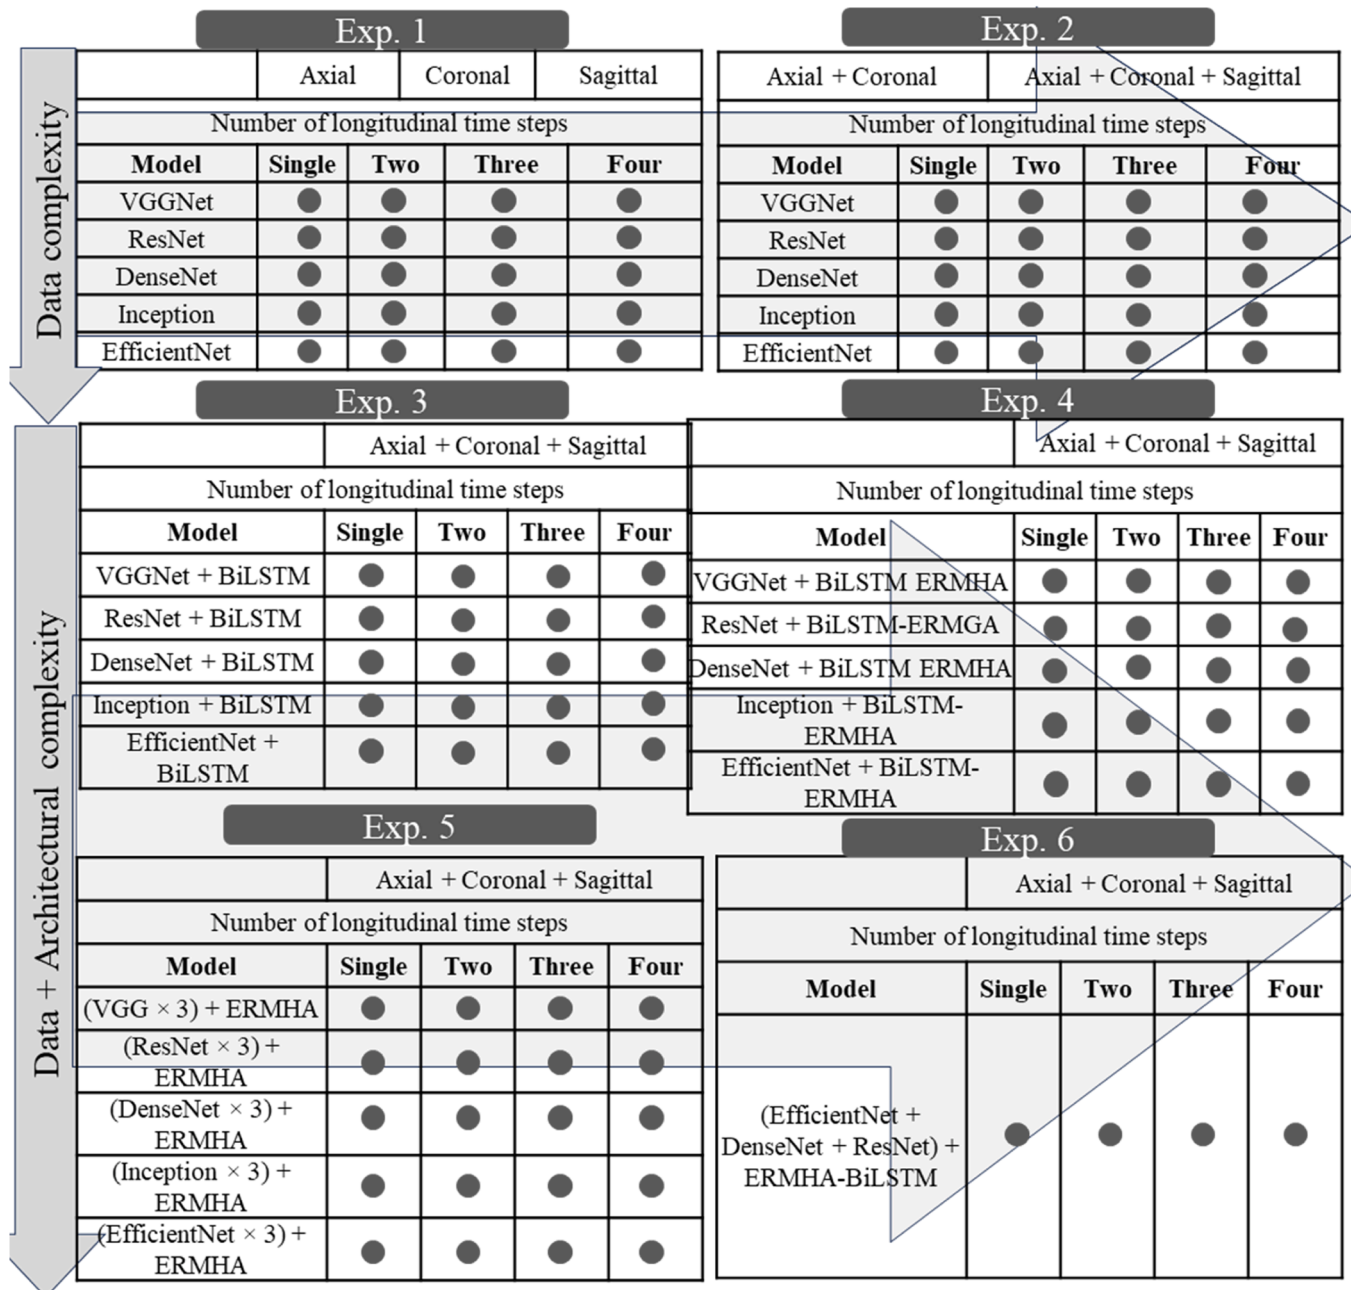 Exp. 1
Axial Coronal Sagittal
Number of longitudinal time steps
Model Single Two Three Four
VGGNet
ResNet
DenseNet
Inception
EfficientNet
Exp. 2
Axial + Coronal Axial + Coronal + Sagittal
Number of longitudinal time steps
Model Single Two Three Four
VGGNet
ResNet
DenseNet
Inception
EfficientNet
Data complexity
Exp. 3
Axial + Coronal + Sagittal
Number of longitudinal time steps
Model Single Two Three Four
VGGNet + BiLSTM
ResNet + BiLSTM
DenseNet + BiLSTM
Inception + BiLSTM
EfficientNet +
BiLSTM
Exp. 4
Axial + Coronal + Sagittal
Number of longitudinal time steps
Model Single Two Three Four
VGGNet + BiLSTM ERMHA
ResNet + BiLSTM-ERMGA
DenseNet + BiLSTM ERMHA
Inception + BiLSTM-
ERMHA
EfficientNet + BiLSTM-
ERMHA
Data + Architectural complexity
Exp. 5
Axial + Coronal + Sagittal
Number of longitudinal time steps
Model Single Two Three Four
(VGG × 3) + ERMHA
(ResNet × 3) +
ERMHA
(DenseNet × 3) +
ERMHA
(Inception × 3) +
ERMHA
(EfficientNet × 3) +
ERMHA
Exp. 6
Axial + Coronal + Sagittal
Number of longitudinal time steps
Model Single Two Three Four
(EfficientNet +
DenseNet + ResNet) +
ERMHA-BiLSTM